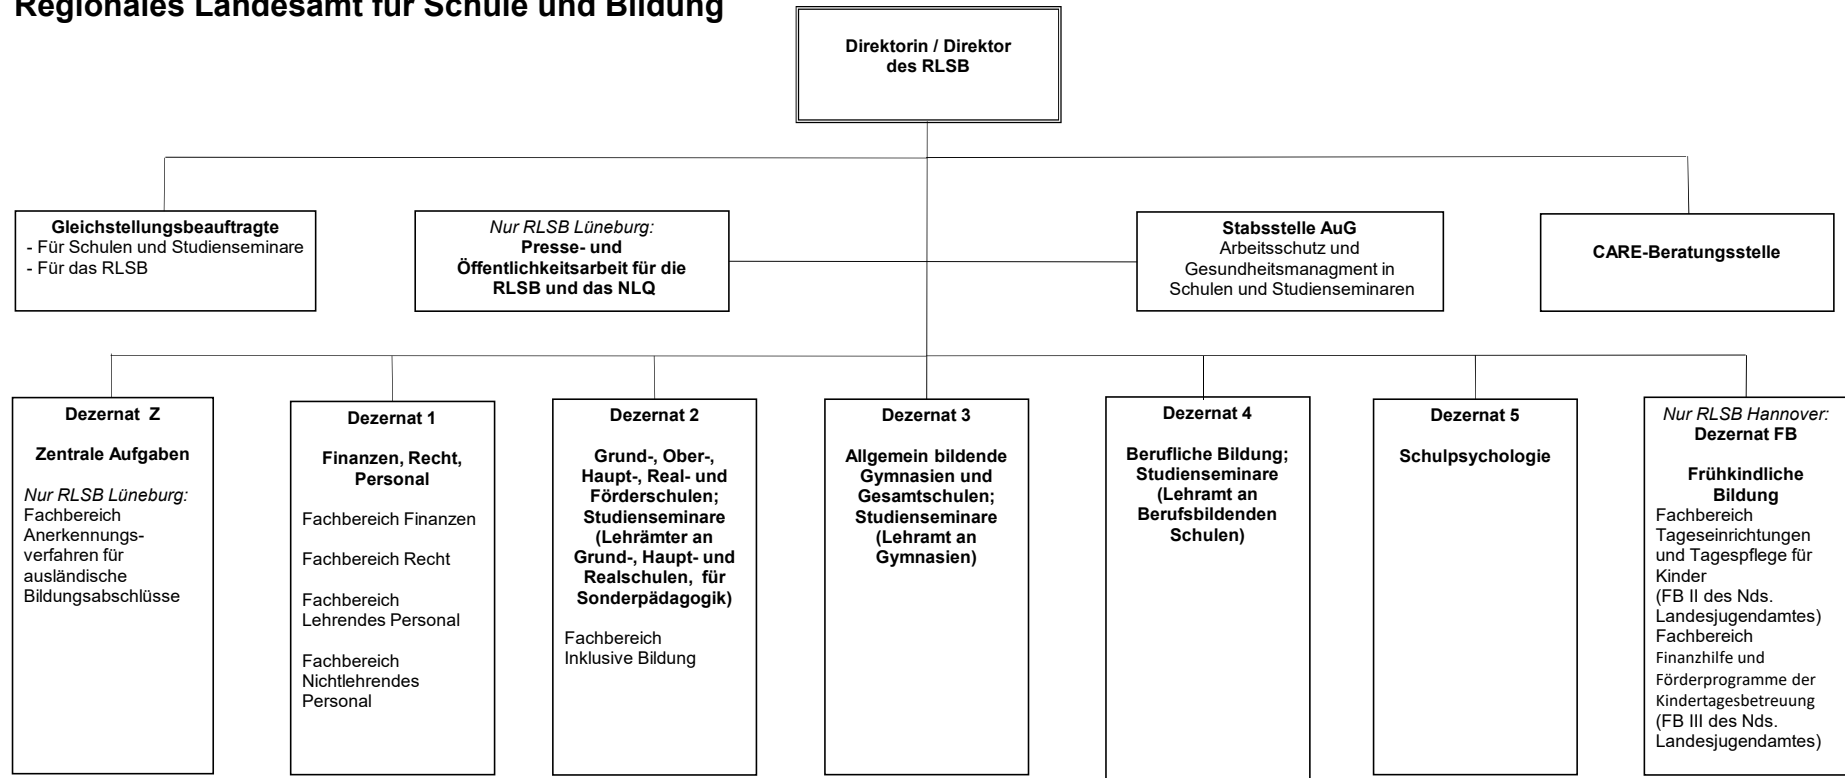 Regionales Landesamt für Schule und Bildung
Direktorin / Direktor
des RLSB
Gleichstellungsbeauftragte
- Für Schulen und Studienseminare
- Für das RLSB
Nur RLSB Lüneburg:
Presse- und
Öffentlichkeitsarbeit für die
RLSB und das NLQ
Stabsstelle AuG
Arbeitsschutz und
Gesundheitsmanagment in
Schulen und Studienseminaren
CARE-Beratungsstelle
Dezernat Z
Zentrale Aufgaben
Nur RLSB Lüneburg:
Fachbereich
Anerkennungs-
verfahren für
ausländische
Bildungsabschlüsse
Dezernat 1
Finanzen, Recht,
Personal
Fachbereich Finanzen
Fachbereich Recht
Fachbereich
Lehrendes Personal
Fachbereich
Nichtlehrendes
Personal
Dezernat 2
Grund-, Ober-,
Haupt-, Real- und
Förderschulen;
Studienseminare
(Lehrämter an
Grund-, Haupt- und
Realschulen, für
Sonderpädagogik)
Fachbereich
Inklusive Bildung
Dezernat 3
Allgemein bildende
Gymnasien und
Gesamtschulen;
Studienseminare
(Lehramt an
Gymnasien)
Dezernat 4
Berufliche Bildung;
Studienseminare
(Lehramt an
Berufsbildenden
Schulen)
Dezernat 5
Schulpsychologie
Nur RLSB Hannover:
Dezernat FB
Frühkindliche
Bildung
Fachbereich
Tageseinrichtungen
und Tagespflege für
Kinder
(FB II des Nds.
Landesjugendamtes)
Fachbereich
Finanzhilfe und
Förderprogramme der
Kindertagesbetreuung
(FB III des Nds.
Landesjugendamtes)